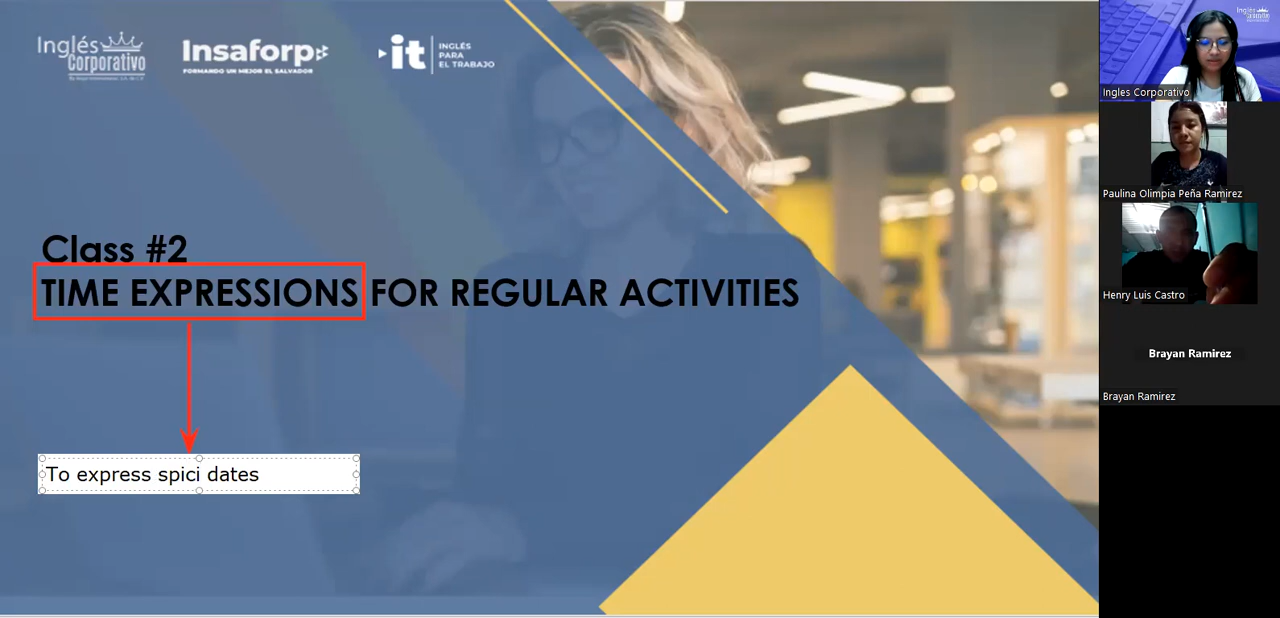 Inglés
Corporativo
Insaforp
FORMANDO UN MEJOR EL SALVADOR
it
INGLÉS
PARA
EL TRABAJO
Class #2
TIME EXPRESSIONS FOR REGULAR ACTIVITIES
To express spici dates
Ingles Corporativo
Paulina Olimpia Peña Ramirez
Henry Luis Castro
Brayan Ramirez
Brayan Ramirez